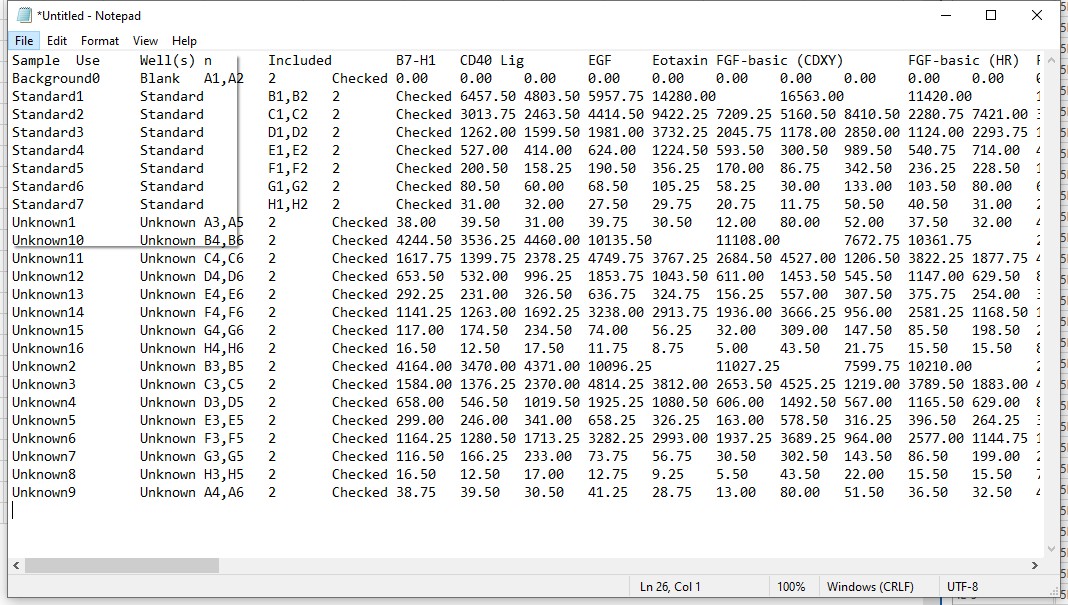 *Untitled - Notepad
File Edit Format View Help
Sample Use Well(s) n Included B7-H1 CD40 Lig EGF Eotaxin FGF-basic (CDXY) FGF-basic (HR)
Background0 Blank A1,A2 2 Checked 0.00 0.00 0.00 0.00 0.00 0.00 0.00 0.00 0.00 0.00
Standard1 Standard B1,B2 2 Checked 6457.50 4803.50 5957.75 14280.00 16563.00 11420.00
Standard2 Standard C1,C2 2 Checked 3013.75 2463.50 4414.50 9422.25 7209.25 5160.50 8410.50 2280.75 7421.00
Standard3 Standard D1,D2 2 Checked 1262.00 1599.50 1981.00 3732.25 2045.75 1178.00 2850.00 1124.00 2293.75
Standard4 Standard E1,E2 2 Checked 527.00 414.00 624.00 1224.50 593.50 300.50 989.50 540.75 714.00
Standard5 Standard F1,F2 2 Checked 200.50 158.25 190.50 356.25 170.00 86.75 342.50 236.25 228.50
Standard6 Standard G1,G2 2 Checked 80.50 60.00 68.50 105.25 58.25 30.00 133.00 103.50 80.00
Standard7 Standard H1,H2 2 Checked 31.00 32.00 27.50 29.75 20.75 11.75 50.50 40.50 31.00
Unknown1 Unknown A3,A5 2 Checked 38.00 39.50 31.00 39.75 30.50 12.00 80.00 52.00 37.50 32.00
Unknown10 Unknown B4,B6 2 Checked 4244.50 3536.25 4460.00 10135.50 11108.00 7672.75 10361.75
Unknown11 Unknown C4,C6 2 Checked 1617.75 1399.75 2378.25 4749.75 3767.25 2684.50 4527.00 1206.50 3822.25 1877.75
Unknown12 Unknown D4,D6 2 Checked 653.50 532.00 996.25 1853.75 1043.50 611.00 1453.50 545.50 1147.00 629.50
Unknown13 Unknown E4,E6 2 Checked 292.25 231.00 326.50 636.75 324.75 156.25 557.00 307.50 375.75 254.00
Unknown14 Unknown F4,F6 2 Checked 1141.25 1263.00 1692.25 3238.00 2913.75 1936.00 3666.25 956.00 2581.25 1168.50
Unknown15 Unknown G4,G6 2 Checked 117.00 174.50 234.50 74.00 56.25 32.00 309.00 147.50 85.50 198.50
Unknown16 Unknown H4,H6 2 Checked 16.50 12.50 17.50 11.75 8.75 5.00 43.50 21.75 15.50 15.50
Unknown2 Unknown B3,B5 2 Checked 4164.00 3470.00 4371.00 10096.25 11027.25 7599.75 10210.00
Unknown3 Unknown C3,C5 2 Checked 1584.00 1376.25 2370.00 4814.25 3812.00 2653.50 4525.25 1219.00 3789.50 1883.00
Unknown4 Unknown D3,D5 2 Checked 658.00 546.50 1019.50 1925.25 1080.50 606.00 1492.50 567.00 1165.50 629.00
Unknown5 Unknown E3,E5 2 Checked 299.00 246.00 341.00 658.25 326.25 163.00 578.50 316.25 396.50 264.25
Unknown6 Unknown F3,F5 2 Checked 1164.25 1280.50 1713.25 3282.25 2993.00 1937.25 3689.25 964.00 2577.00 1144.75
Unknown7 Unknown G3,G5 2 Checked 116.50 166.25 233.00 73.75 56.75 30.50 302.50 143.50 86.50 199.00
Unknown8 Unknown H3,H5 2 Checked 16.50 12.50 17.00 12.75 9.25 5.50 43.50 22.00 15.50 15.50
Unknown9 Unknown A4,A6 2 Checked 38.75 39.50 30.50 41.25 28.75 13.00 80.00 51.50 36.50 32.50
Ln 26, Col 1 100% Windows (CRLF) UTF-8